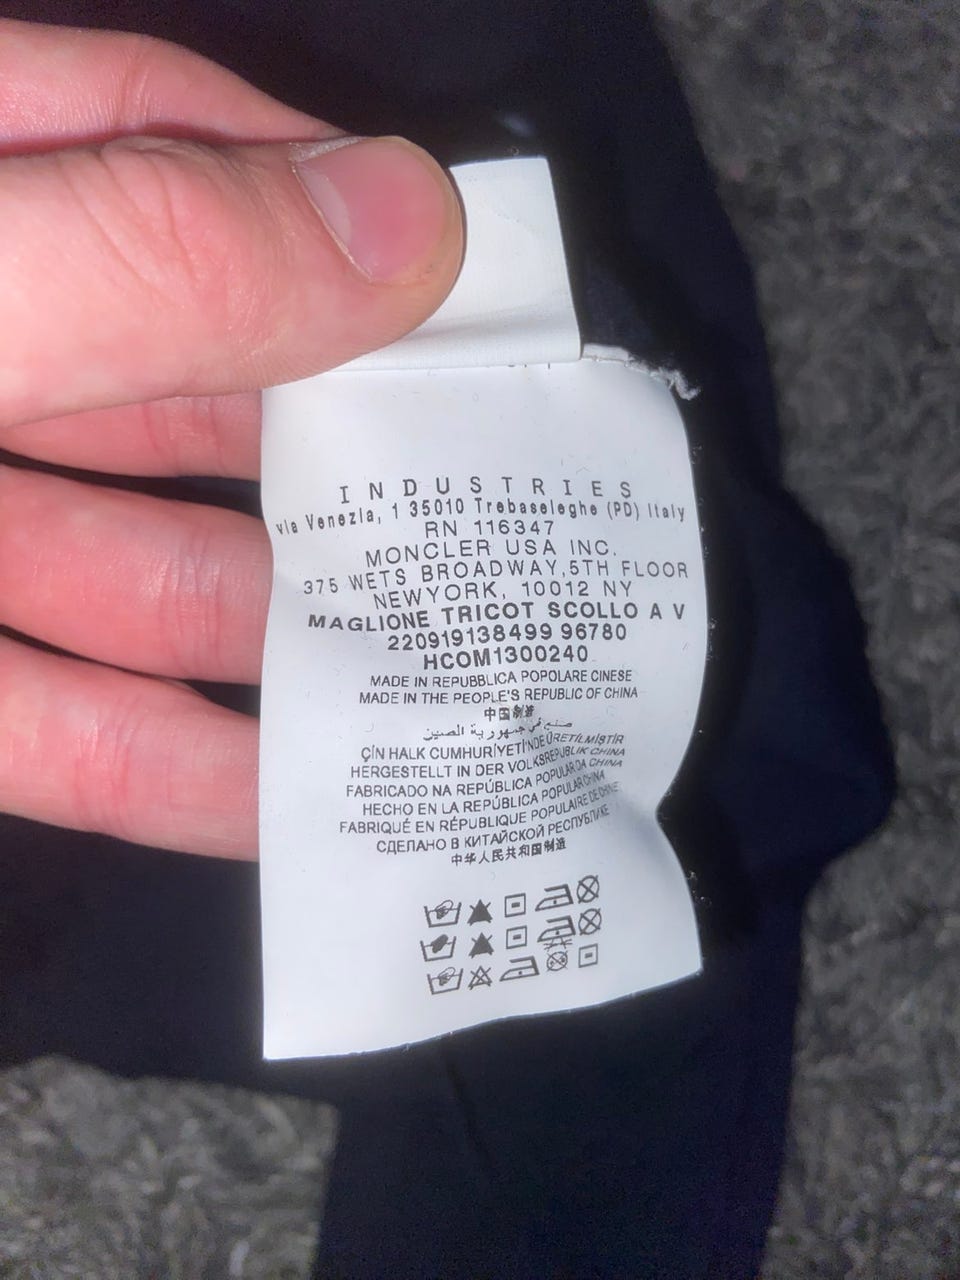 I N D U S T R I E S
via Venezia, 1 35010 Trebaseleghe (PD) Italy
RN 116347
MONCLER USA INC.
375 WETS BROADWAY,5TH FLOOR
NEWYORK, 10012 NY
MAGLIONE TRICOT SCOLLO A V
220919138499 96780
HCOM1300240
MADE IN REPUBBLICA POPOLARE CINESE
MADE IN THE PEOPLE'S REPUBLIC OF CHINA
中国制造
صنع في جمهورية الصين
ÇİN HALK CUMHURİYETİ'NDE ÜRETİLMİŞTİR
HERGESTELLT IN DER VOLKSREPUBLIK CHINA
FABRICADO NA REPÚBLICA POPULAR DA CHINA
HECHO EN LA REPÚBLICA POPULAR CHINA
FABRIQUÉ EN RÉPUBLIQUE POPULAIRE DE CHINE
СДЕЛАНО В КИТАЙСКОЙ РЕСПУБЛИКЕ
中华人民共和国制造